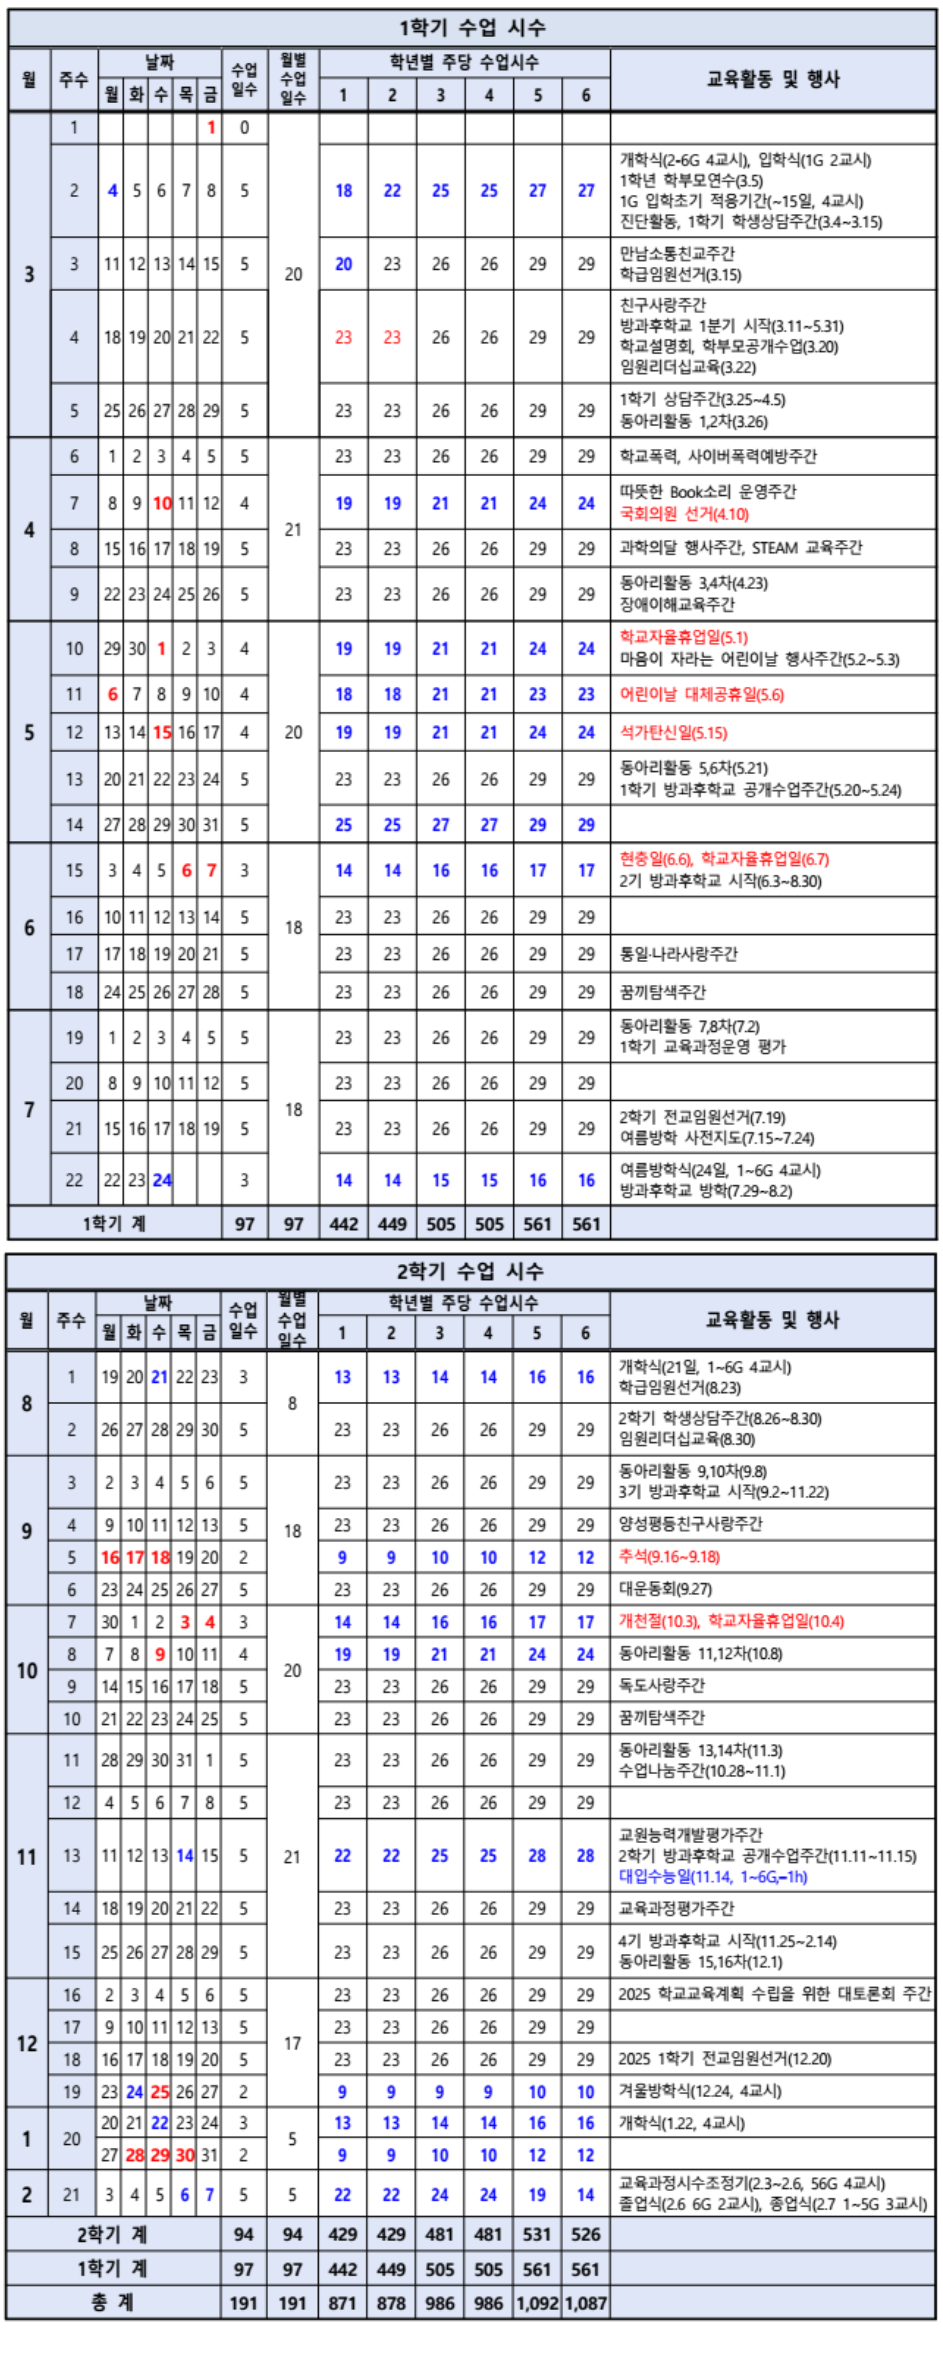 1학기 수업 시수
월 주수 날짜 수업 일수 월별 수업 일수 학년별 주당 수업시수 교육활동 및 행사
월 화 수 목 금 1 2 3 4 5 6
3 1 1 0 20
2 4 5 6 7 8 5 18 22 25 25 27 27 개학식(2-6G 4교시), 입학식(1G 2교시)
1학년 학부모연수(3.5)
1G 입학초기 적응기간(~15일, 4교시)
진단활동, 1학기 학생상담주간(3.4~3.15)
3 11 12 13 14 15 5 20 23 26 26 29 29 만남소통친교주간
학급임원선거(3.15)
4 18 19 20 21 22 5 23 23 26 26 29 29 친구사랑주간
방과후학교 1분기 시작(3.11~5.31)
학교설명회, 학부모공개수업(3.20)
임원리더십교육(3.22)
5 25 26 27 28 29 5 23 23 26 26 29 29 1학기 상담주간(3.25~4.5)
동아리활동 1,2차(3.26)
4 6 1 2 3 4 5 5 21 23 23 26 26 29 29 학교폭력, 사이버폭력예방주간
7 8 9 10 11 12 4 19 19 21 21 24 24 따뜻한 Book소리 운영주간
국회의원 선거(4.10)
8 15 16 17 18 19 5 23 23 26 26 29 29 과학의달 행사주간, STEAM 교육주간
9 22 23 24 25 26 5 23 23 26 26 29 29 동아리활동 3,4차(4.23)
장애이해교육주간
5 10 29 30 1 2 3 4 20 19 19 21 21 24 24 학교자율휴업일(5.1)
마음이 자라는 어린이날 행사주간(5.2~5.3)
11 6 7 8 9 10 4 18 18 21 21 23 23 어린이날 대체공휴일(5.6)
12 13 14 15 16 17 4 19 19 21 21 24 24 석가탄신일(5.15)
13 20 21 22 23 24 5 23 23 26 26 29 29 동아리활동 5,6차(5.21)
1학기 방과후학교 공개수업주간(5.20~5.24)
14 27 28 29 30 31 5 25 25 27 27 29 29
6 15 3 4 5 6 7 3 18 14 14 16 16 17 17 현충일(6.6), 학교자율휴업일(6.7)
2기 방과후학교 시작(6.3~8.30)
16 10 11 12 13 14 5 23 23 26 26 29 29
17 17 18 19 20 21 5 23 23 26 26 29 29 통일·나라사랑주간
18 24 25 26 27 28 5 23 23 26 26 29 29 꿈끼탐색주간
7 19 1 2 3 4 5 5 18 23 23 26 26 29 29 동아리활동 7,8차(7.2)
1학기 교육과정운영 평가
20 8 9 10 11 12 5 23 23 26 26 29 29
21 15 16 17 18 19 5 23 23 26 26 29 29 2학기 전교임원선거(7.19)
여름방학 사전지도(7.15~7.24)
22 22 23 24 3 14 14 15 15 16 16 여름방학식(24일, 1~6G 4교시)
방과후학교 방학(7.29~8.2)
1학기 계 97 97 442 449 505 505 561 561
2학기 수업 시수
월 주수 날짜 수업 일수 월별 수업 일수 학년별 주당 수업시수 교육활동 및 행사
월 화 수 목 금 1 2 3 4 5 6
8 1 19 20 21 22 23 3 8 13 13 14 14 16 16 개학식(21일, 1~6G 4교시)
학급임원선거(8.23)
2 26 27 28 29 30 5 23 23 26 26 29 29 2학기 학생상담주간(8.26~8.30)
임원리더십교육(8.30)
9 3 2 3 4 5 6 5 18 23 23 26 26 29 29 동아리활동 9,10차(9.8)
3기 방과후학교 시작(9.2~11.22)
4 9 10 11 12 13 5 23 23 26 26 29 29 양성평등친구사랑주간
5 16 17 18 19 20 2 9 9 10 10 12 12 추석(9.16~9.18)
6 23 24 25 26 27 5 23 23 26 26 29 29 대운동회(9.27)
10 7 30 1 2 3 4 3 20 14 14 16 16 17 17 개천절(10.3), 학교자율휴업일(10.4)
8 7 8 9 10 11 4 19 19 21 21 24 24 동아리활동 11,12차(10.8)
9 14 15 16 17 18 5 23 23 26 26 29 29 독도사랑주간
10 21 22 23 24 25 5 23 23 26 26 29 29 꿈끼탐색주간
11 11 28 29 30 31 1 5 21 23 23 26 26 29 29 동아리활동 13,14차(11.3)
수업나눔주간(10.28~11.1)
12 4 5 6 7 8 5 23 23 26 26 29 29
13 11 12 13 14 15 5 22 22 25 25 28 28 교원능력개발평가주간
2학기 방과후학교 공개수업주간(11.11~11.15)
대입수능일(11.14, 1~6G,-1h)
14 18 19 20 21 22 5 23 23 26 26 29 29 교육과정평가주간
15 25 26 27 28 29 5 23 23 26 26 29 29 4기 방과후학교 시작(11.25~2.14)
동아리활동 15,16차(12.1)
12 16 2 3 4 5 6 5 17 23 23 26 26 29 29 2025 학교교육계획 수립을 위한 대토론회 주간
17 9 10 11 12 13 5 23 23 26 26 29 29
18 16 17 18 19 20 5 23 23 26 26 29 29 2025 1학기 전교임원선거(12.20)
19 23 24 25 26 27 2 9 9 9 9 10 10 겨울방학식(12.24, 4교시)
1 20 20 21 22 23 24 3 5 13 13 14 14 16 16 개학식(1.22, 4교시)
27 28 29 30 31 2 9 9 10 10 12 12
2 21 3 4 5 6 7 5 5 22 22 24 24 19 14 교육과정시수조정기(2.3~2.6, 56G 4교시)
졸업식(2.6 6G 2교시), 종업식(2.7 1~5G 3교시)
2학기 계 94 94 429 429 481 481 531 526
1학기 계 97 97 442 449 505 505 561 561
총 계 191 191 871 878 986 986 1,092 1,087